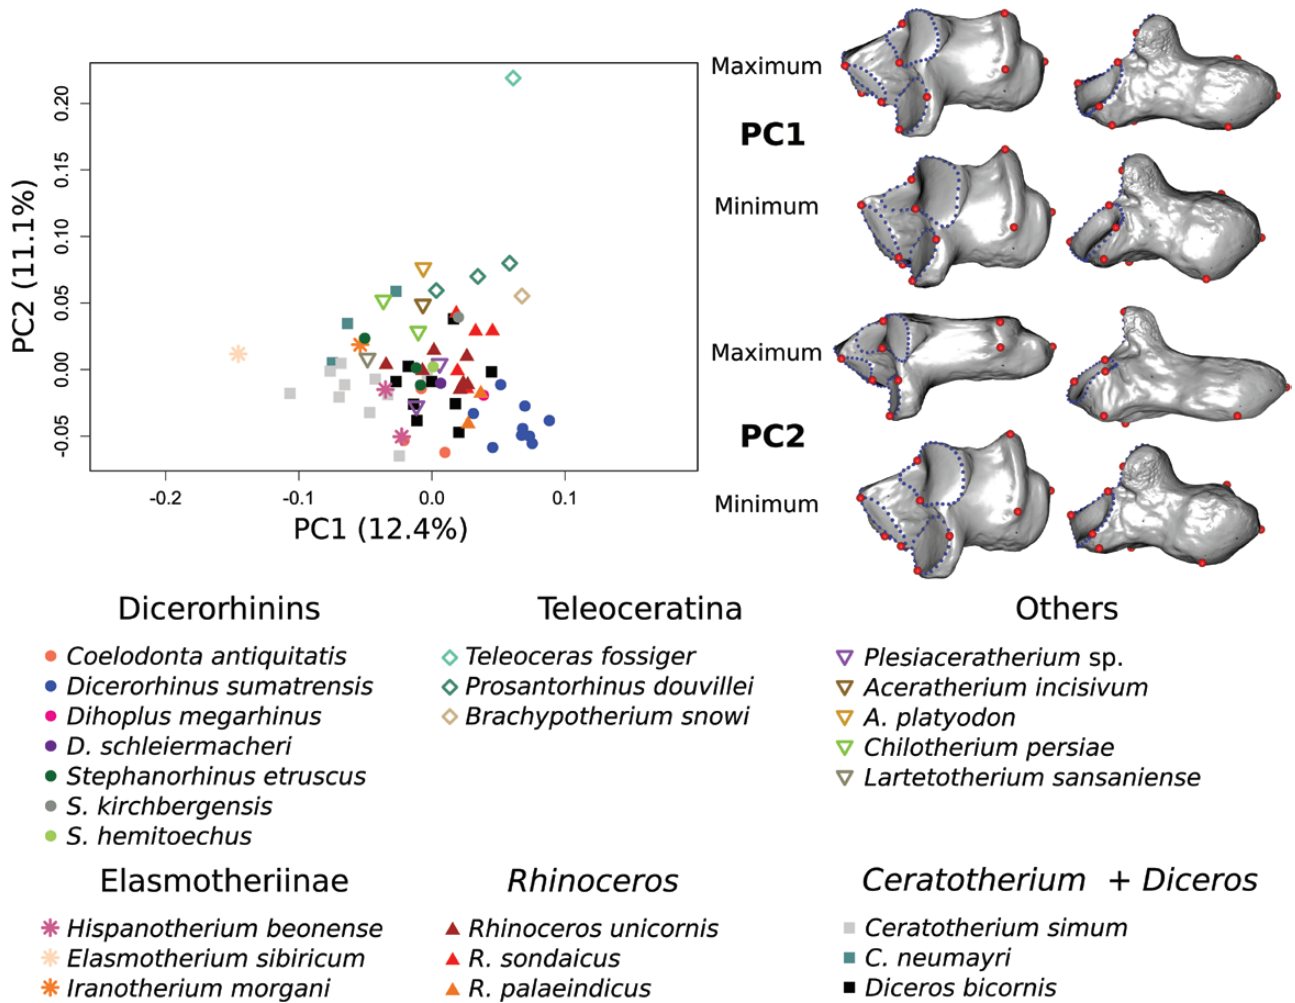 Maximum
PC1
Minimum
Maximum
PC2
Minimum
PC2 (11.1%)
0.20
0.15
0.10
0.05
0.00
-0.05
-0.2
-0.1
0.0
0.1
PC1 (12.4%)
Dicerorhinins
Coelodonta antiquitatis
Dicerorhinus sumatrensis
Dihoplus megarhinus
D. schleiermacheri
Stephanorhinus etruscus
S. kirchbergensis
S. hemitoechus
Teleoceratina
Teleoceras fossiger
Prosantorhinus douvillei
Brachypotherium snowi
Others
Plesiaceratherium sp.
Aceratherium incisivum
A. platyodon
Chilotherium persiae
Lartetotherium sansaniense
Elasmotheriinae
Hispanotherium beonense
Elasmotherium sibiricum
Iranotherium morgani
Rhinoceros
Rhinoceros unicornis
R. sondaicus
R. palaeindicus
Ceratotherium + Diceros
Ceratotherium simum
C. neumayri
Diceros bicornis